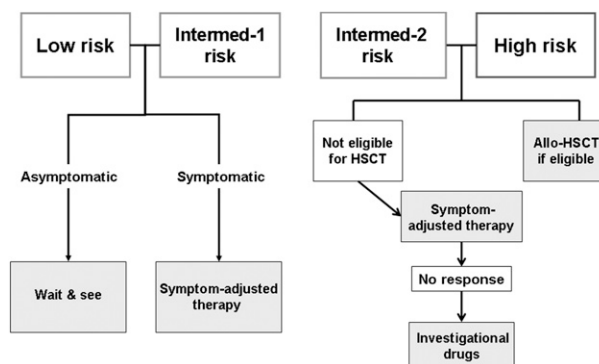 Low risk
Intermed-1
risk
Intermed-2
risk
High risk
Asymptomatic
Symptomatic
Wait & see
Symptom-adjusted
therapy
Not eligible
for HSCT
Allo-HSCT
if eligible
Symptom-
adjusted therapy
No response
Investigational
drugs